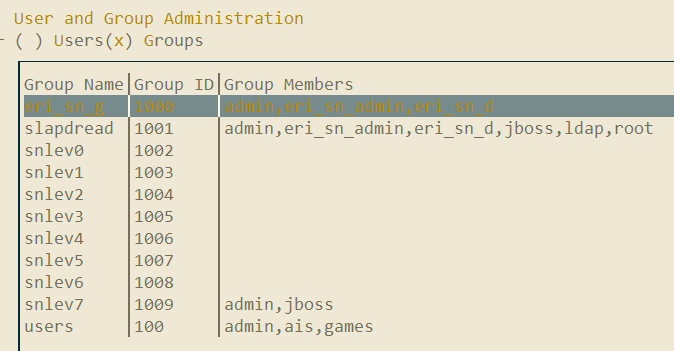 User and Group Administration
( ) Users(x) Groups
Group Name|Group ID|Group Members
eri_sn_g |1000 |admin,eri_sn_admin,eri_sn_d
slapdread |1001 |admin,eri_sn_admin,eri_sn_d,jboss,ldap,root
snlev0 |1002 |
snlev1 |1003 |
snlev2 |1004 |
snlev3 |1005 |
snlev4 |1006 |
snlev5 |1007 |
snlev6 |1008 |
snlev7 |1009 |admin,jboss
users |100 |admin,ais,games